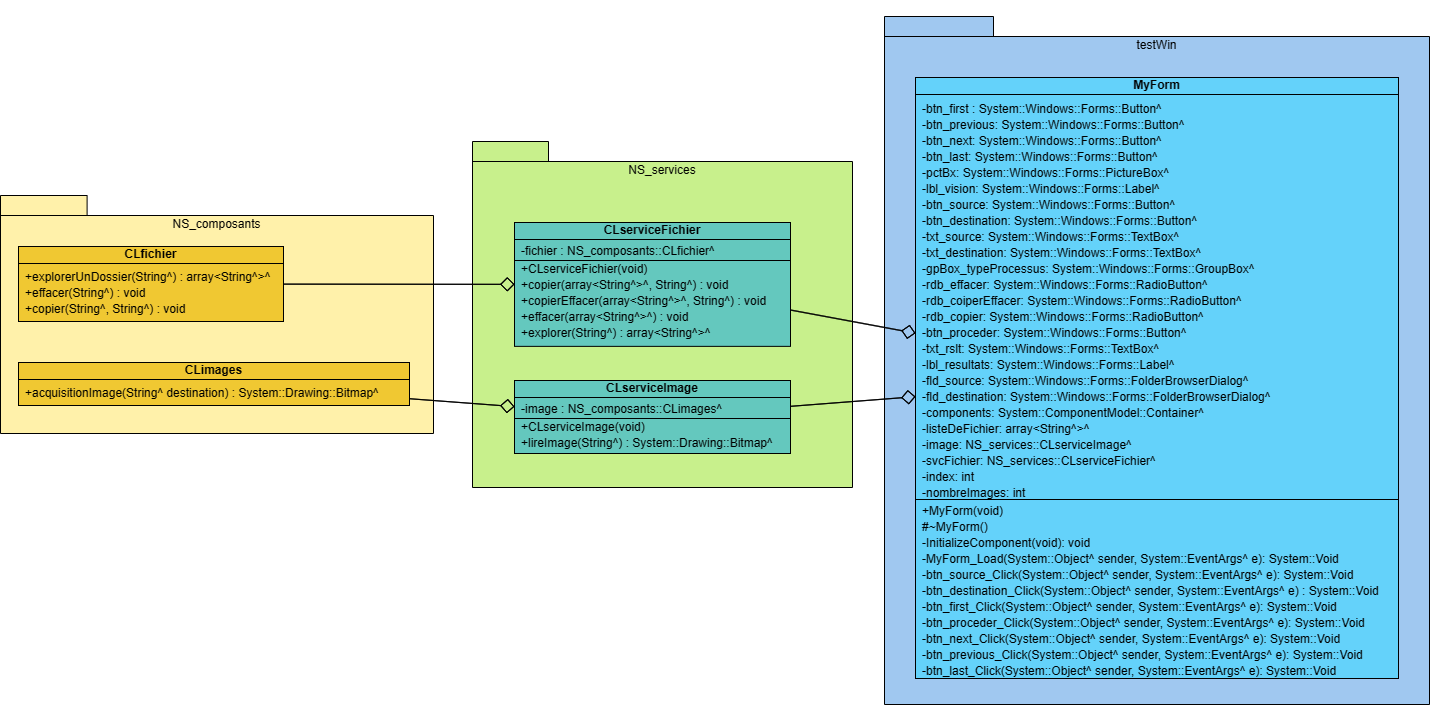 NS_composants
CLfichier
+explorerUnDossier(String^) : array<String^>^
+effacer(String^) : void
+copier(String^, String^) : void
CLimages
+acquisitionImage(String^ destination) : System::Drawing::Bitmap^
NS_services
CLserviceFichier
-fichier : NS_composants::CLfichier^
+CLserviceFichier(void)
+copier(array<String^>^, String^) : void
+copierEffacer(array<String^>^, String^) : void
+effacer(array<String^>^) : void
+explorer(String^) : array<String^>^
CLserviceImage
-image : NS_composants::CLimages^
+CLserviceImage(void)
+lireImage(String^) : System::Drawing::Bitmap^
testWin
MyForm
-btn_first : System::Windows::Forms::Button^
-btn_previous: System::Windows::Forms::Button^
-btn_next: System::Windows::Forms::Button^
-btn_last: System::Windows::Forms::Button^
-pctBx: System::Windows::Forms::PictureBox^
-lbl_vision: System::Windows::Forms::Label^
-btn_source: System::Windows::Forms::Button^
-btn_destination: System::Windows::Forms::Button^
-txt_source: System::Windows::Forms::TextBox^
-txt_destination: System::Windows::Forms::TextBox^
-gpBox_typeProcessus: System::Windows::Forms::GroupBox^
-rdb_effacer: System::Windows::Forms::RadioButton^
-rdb_coiperEffacer: System::Windows::Forms::RadioButton^
-rdb_copier: System::Windows::Forms::RadioButton^
-btn_proceder: System::Windows::Forms::Button^
-txt_rslt: System::Windows::Forms::TextBox^
-lbl_resultats: System::Windows::Forms::Label^
-fld_source: System::Windows::Forms::FolderBrowserDialog^
-fld_destination: System::Windows::Forms::FolderBrowserDialog^
-components: System::ComponentModel::Container^
-listeDeFichier: array<String^>^
-image: NS_services::CLserviceImage^
-svcFichier: NS_services::CLserviceFichier^
-index: int
-nombreImages: int
+MyForm(void)
#~MyForm()
-InitializeComponent(void): void
-MyForm_Load(System::Object^ sender, System::EventArgs^ e): System::Void
-btn_source_Click(System::Object^ sender, System::EventArgs^ e): System::Void
-btn_destination_Click(System::Object^ sender, System::EventArgs^ e) : System::Void
-btn_first_Click(System::Object^ sender, System::EventArgs^ e): System::Void
-btn_proceder_Click(System::Object^ sender, System::EventArgs^ e): System::Void
-btn_next_Click(System::Object^ sender, System::EventArgs^ e): System::Void
-btn_previous_Click(System::Object^ sender, System::EventArgs^ e): System::Void
-btn_last_Click(System::Object^ sender, System::EventArgs^ e): System::Void